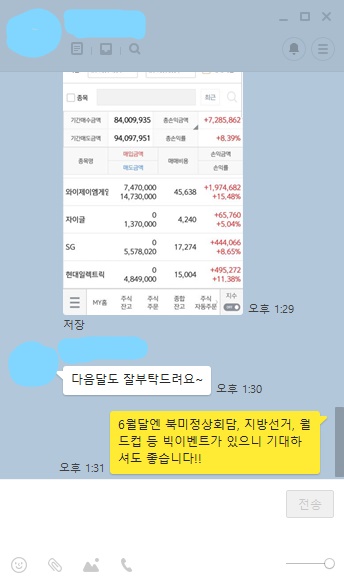 종목 최근
기간매수금액 84,009,935 총손익금액 +7,285,862
기간매도금액 94,097,951 총손익률 +8,39%
종목명 매입금액 매매비용 손익금액
매도금액 손익률
와이제이엠게임 7,470,000 45,638 +1,974,682
14,730,000 +15,48%
자이글 0 4,240 +65,760
1,370,000 +5,04%
SG 0 17,274 +444,066
5,578,020 +8,65%
현대일렉트릭 0 15,004 +495,272
4,849,000 +11,38%
MY홈 주식 잔고 주식 주문 종합 잔고 주식 자동주문 지수
오후 1:29
저장
다음달도 잘부탁드려요~
오후 1:30
6월달엔 북미정상회담, 지방선거, 월
드컵 등 빅이벤트가 있으니 기대하
셔도 좋습니다!!
오후 1:31
전송